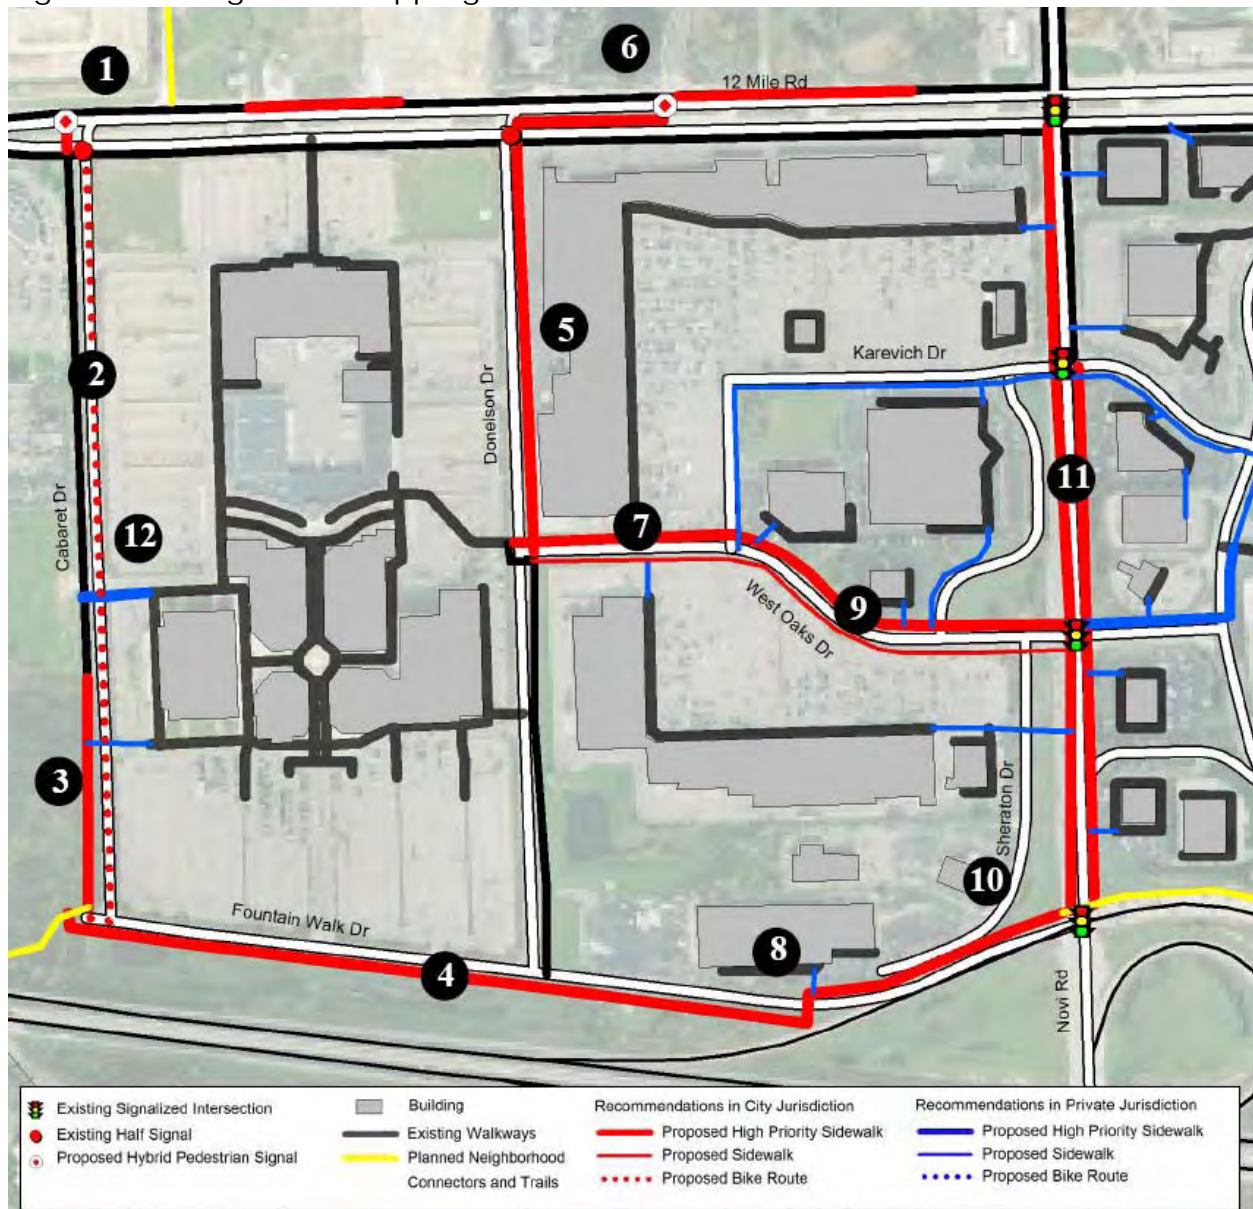 1
6
12 Mile Rd
2
5
Karevich Dr
Donelson Dr
11
Cabaret Dr
7
12
9
West Oaks Dr
3
Sheraton Dr
10
Fountain Walk Dr
8
4
Novi Rd
Existing Signalized Intersection
Existing Half Signal
Proposed Hybrid Pedestrian Signal
Building
Existing Walkways
Planned Neighborhood
Connectors and Trails
Recommendations in City Jurisdiction
Proposed High Priority Sidewalk
Proposed Sidewalk
Proposed Bike Route
Recommendations in Private Jurisdiction
Proposed High Priority Sidewalk
Proposed Sidewalk
Proposed Bike Route